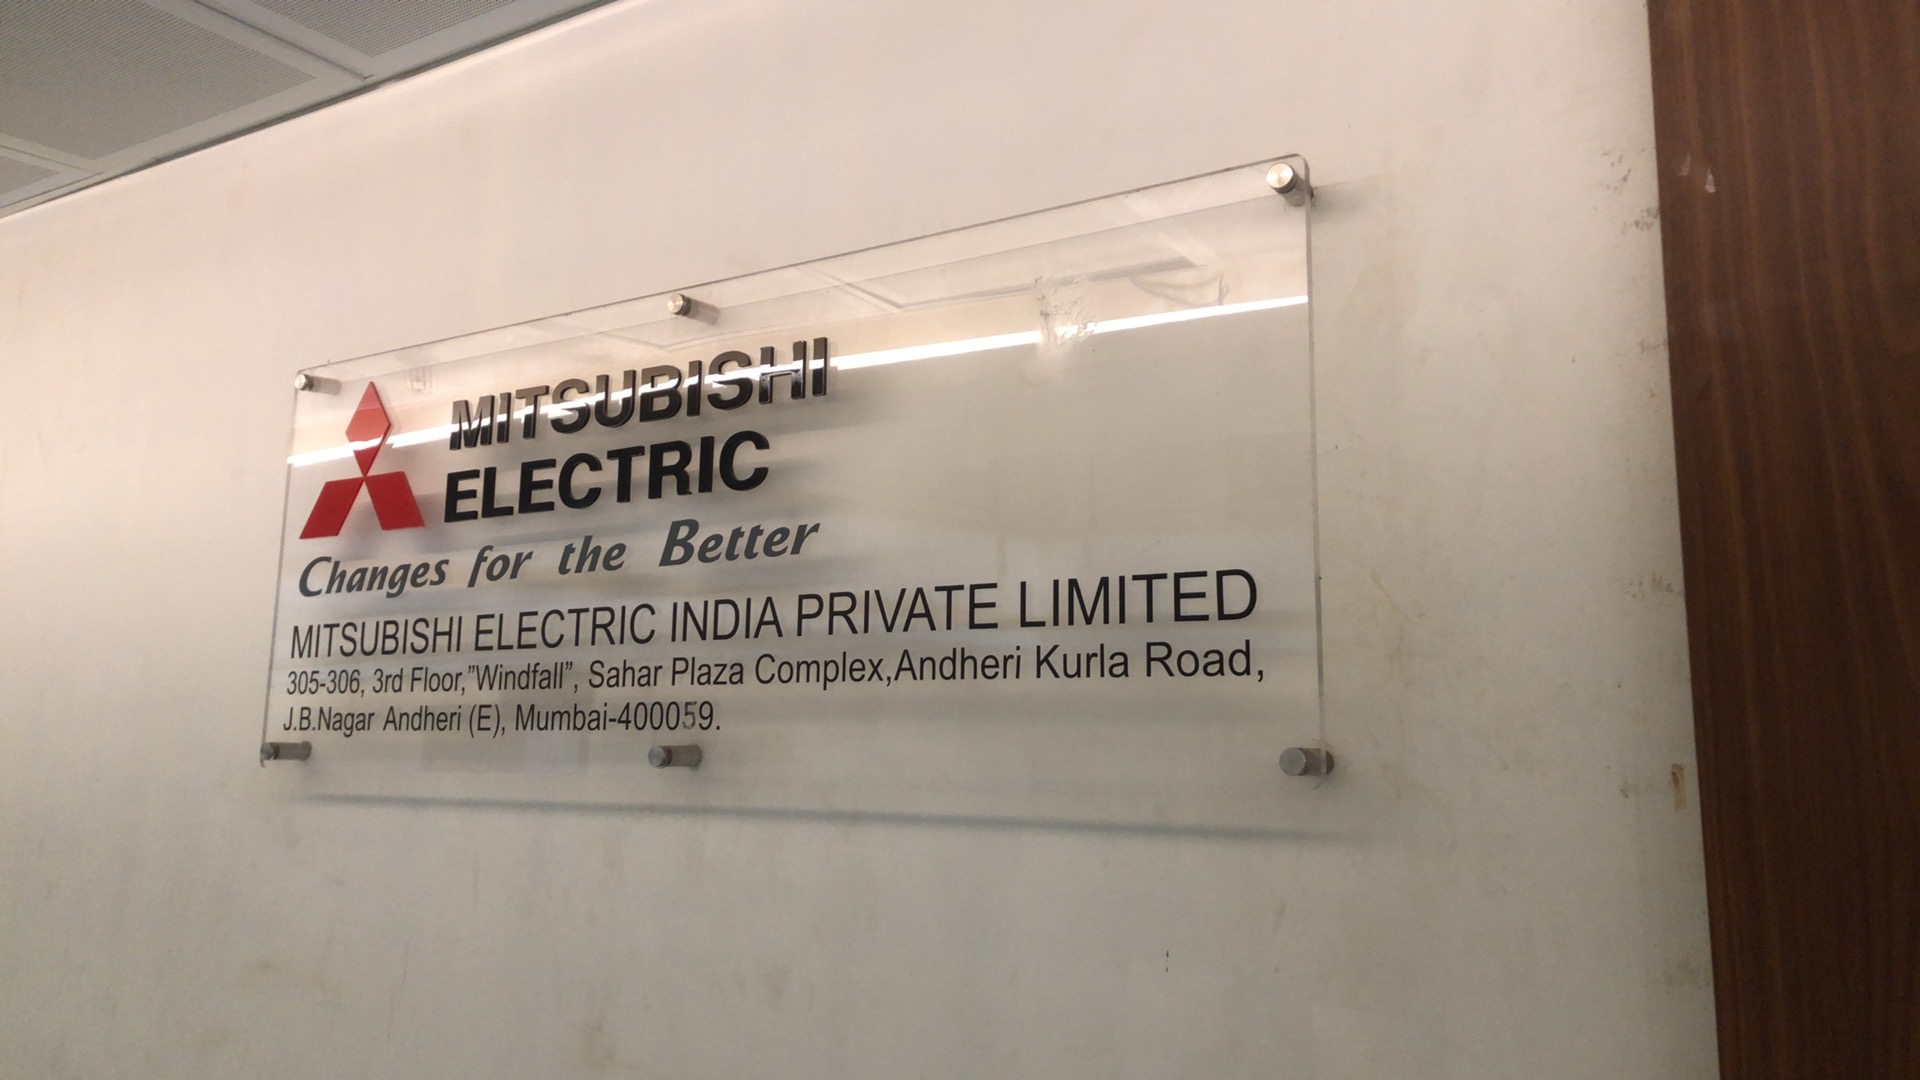 MITSUBISHI
ELECTRIC
Changes for the Better
MITSUBISHI ELECTRIC INDIA PRIVATE LIMITED
305-306, 3rd Floor,"Windfall", Sahar Plaza Complex,Andheri Kurla Road,
J.B.Nagar Andheri (E), Mumbai-400059.